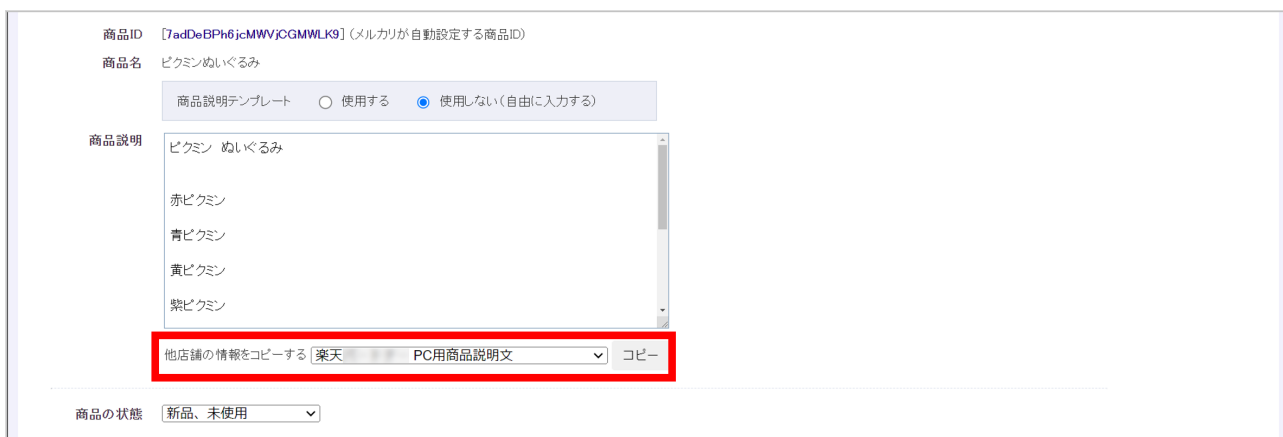 商品ID [7adDeBPh6jcMWVjCGMWLK9] (メルカリが自動設定する商品ID)
商品名 ピクミンぬいぐるみ
商品説明テンプレート 使用する 使用しない(自由に入力する)
商品説明
ピクミン ぬいぐるみ
赤ピクミン
青ピクミン
黄ピクミン
紫ピクミン
他店舗の情報をコピーする 楽天 PC用商品説明文 コピー
商品の状態 新品、未使用